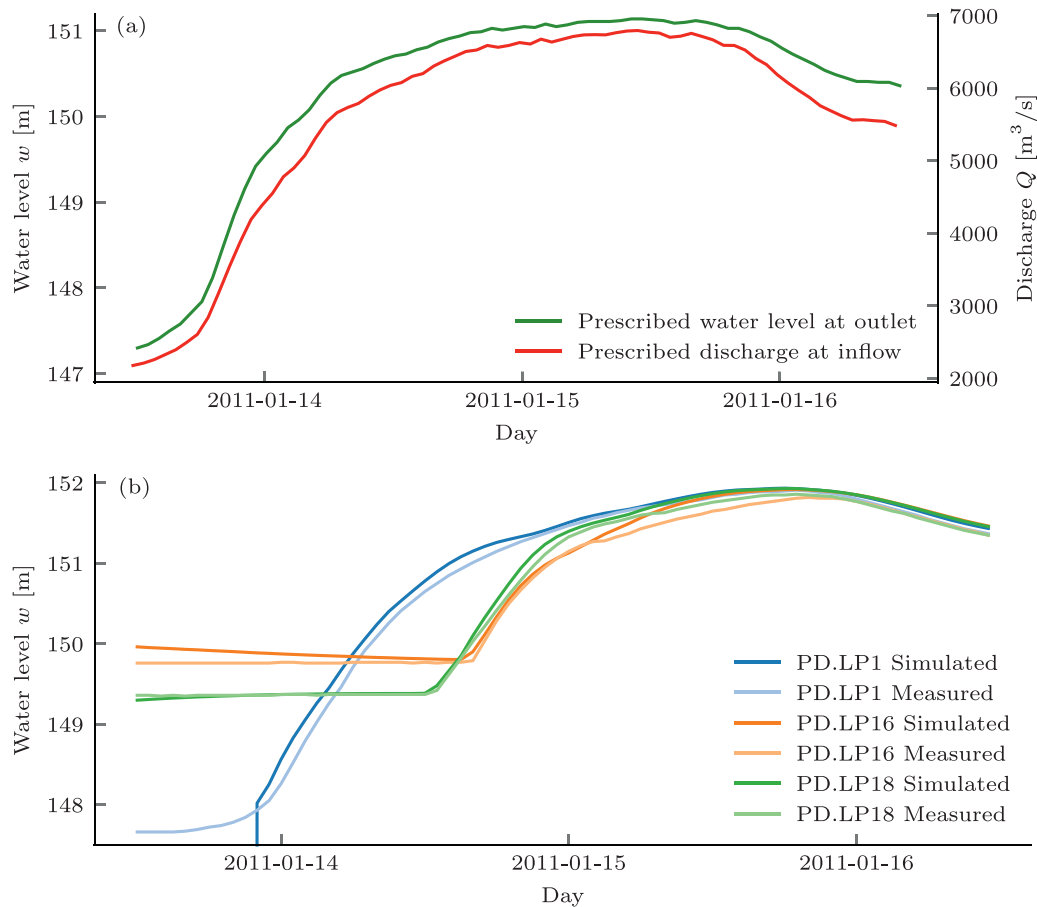 (a)
Water level w [m]
151
150
149
148
147
7000
6000
5000
4000
3000
2000
Discharge Q [m³/s]
Prescribed water level at outlet
Prescribed discharge at inflow
2011-01-14 2011-01-15 2011-01-16
Day
(b)
Water level w [m]
152
151
150
149
148
PD.LP1 Simulated
PD.LP1 Measured
PD.LP16 Simulated
PD.LP16 Measured
PD.LP18 Simulated
PD.LP18 Measured
2011-01-14 2011-01-15 2011-01-16
Day